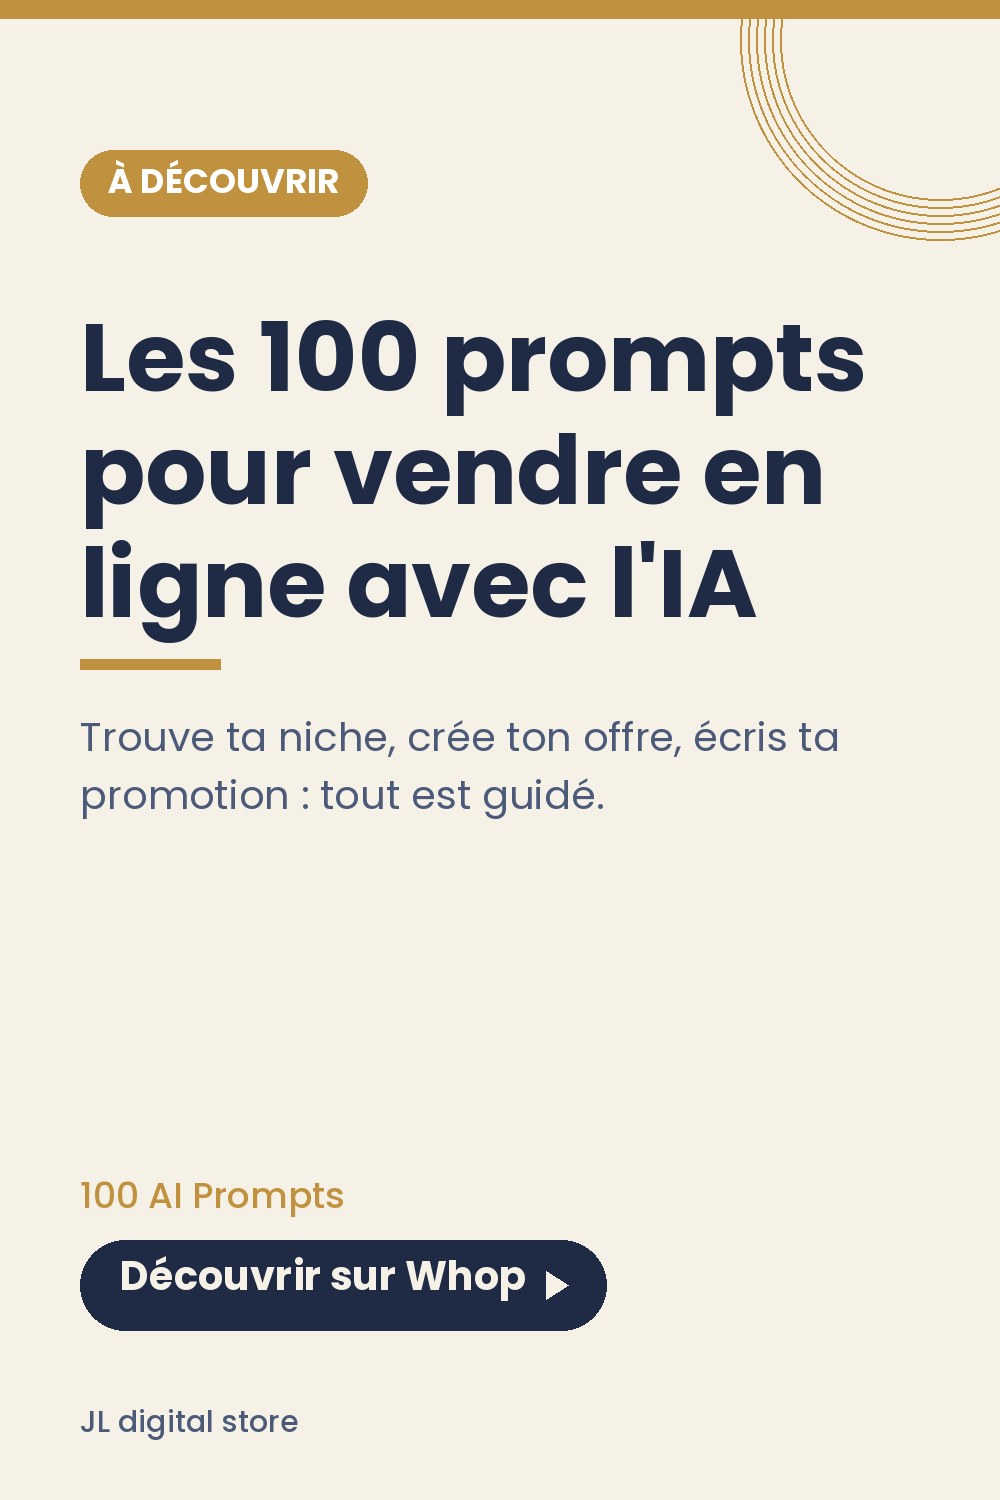 À DÉCOUVRIR
Les 100 prompts
pour vendre en
ligne avec l'IA
Trouve ta niche, crée ton offre, écris ta
promotion : tout est guidé.
100 AI Prompts
Découvrir sur Whop
JL digital store